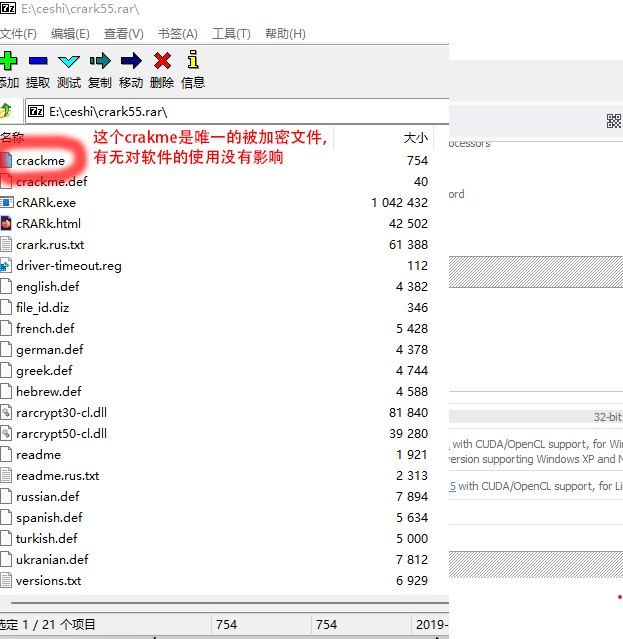 E:\ceshi\crark55.rar\
文件(F) 编辑(E) 查看(V) 书签(A) 工具(T) 帮助(H)
添加 提取 测试 复制 移动 删除 信息
E:\ceshi\crark55.rar\
名称 大小
这个crakme是唯一的被加密文件,
有无对软件的使用没有影响
crackme 754
crackme.def 40
cRARk.exe 1 042 432
cRARk.html 42 502
crark.rus.txt 61 388
driver-timeout.reg 112
english.def 4 382
file_id.diz 346
french.def 5 428
german.def 4 378
greek.def 4 744
hebrew.def 4 588
rarcrypt30-cl.dll 81 840
rarcrypt50-cl.dll 39 280
readme 1 921
readme.rus.txt 2 313
russian.def 7 894
spanish.def 5 634
turkish.def 5 000
ukranian.def 7 812
versions.txt 6 929
选定 1 / 21 个项目 754 754 2019-
ocessors
ord
32-bit
with CUDA/OpenCL support, for Win
ersion supporting Windows XP and N
5 with CUDA/OpenCL support, for Li